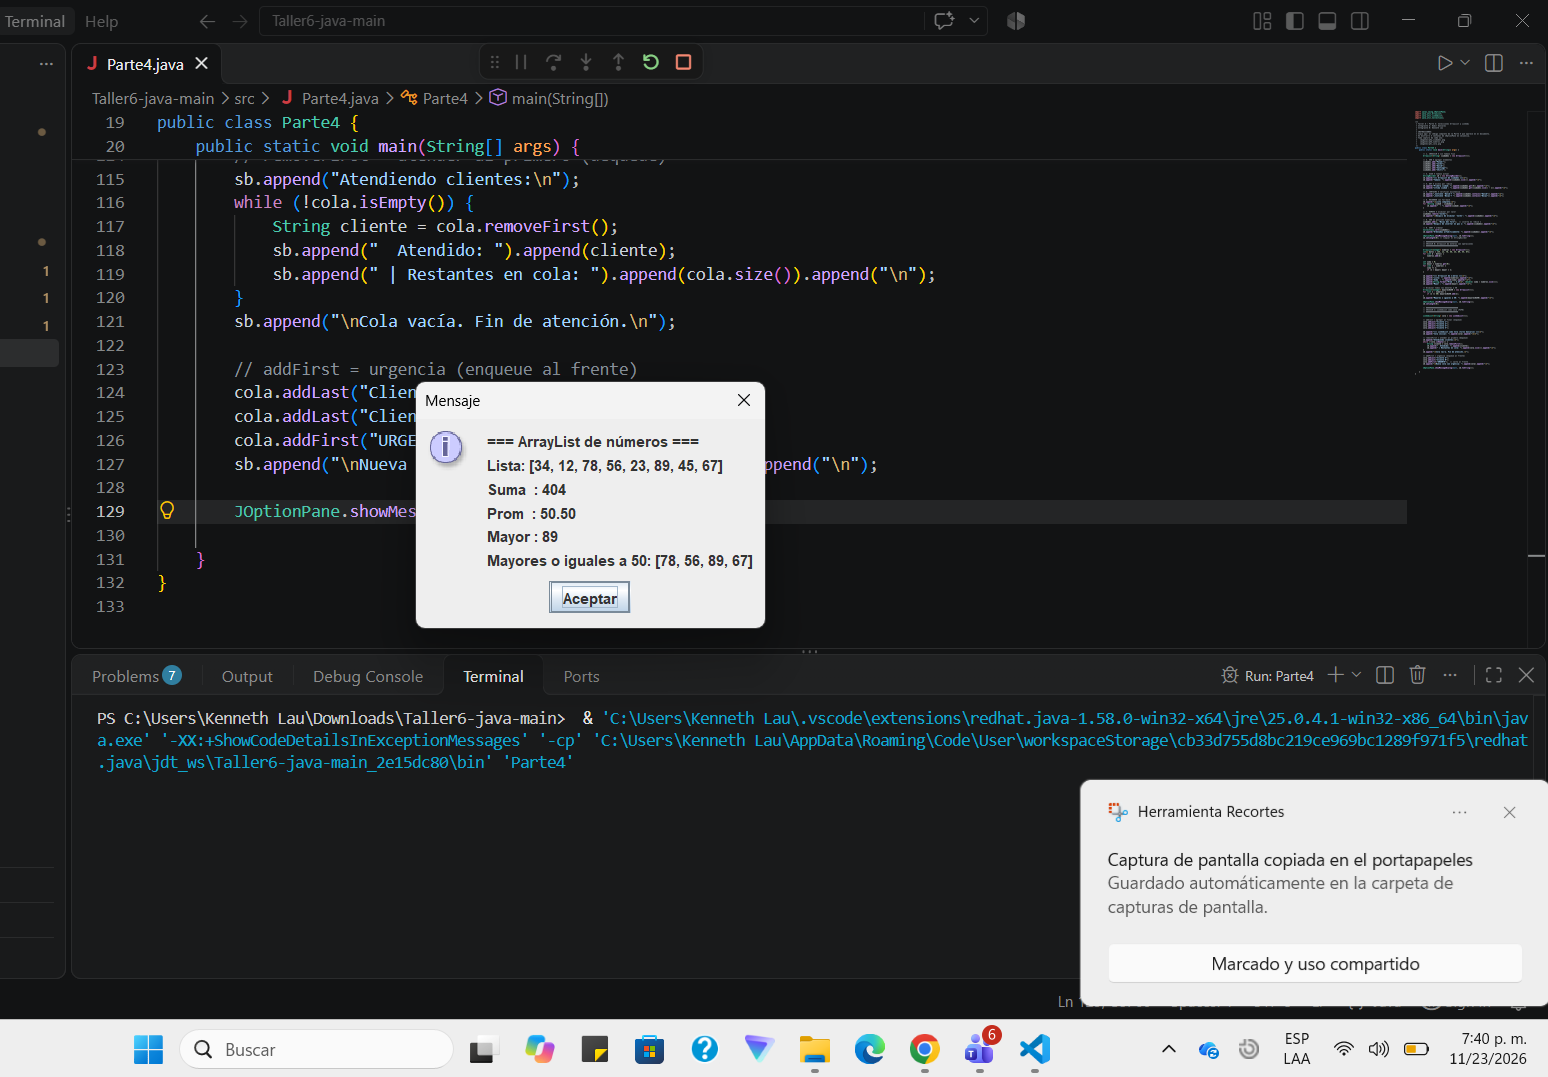 Terminal Help
Taller6-java-main
Parte4.java
Taller6-java-main > src > Parte4.java > Parte4 > main(String[])
19 public class Parte4 {
20 public static void main(String[] args) {
115 sb.append("Atendiendo clientes:\n");
116 while (!cola.isEmpty()) {
117 String cliente = cola.removeFirst();
118 sb.append("  Atendido: ").append(cliente);
119 sb.append(" | Restantes en cola: ").append(cola.size()).append("\n");
120 }
121 sb.append("\nCola vacía. Fin de atención.\n");
122
123 // addFirst = urgencia (enqueue al frente)
124 cola.addLast("Clien
125 cola.addLast("Clien
126 cola.addFirst("URGE
127 sb.append("\nNueva ppend("\n");
128
129 JOptionPane.showMes
130
131 }
132 }
133
1
1
1
Mensaje
=== ArrayList de números ===
Lista: [34, 12, 78, 56, 23, 89, 45, 67]
Suma : 404
Prom : 50.50
Mayor : 89
Mayores o iguales a 50: [78, 56, 89, 67]
Aceptar
Problems 7 Output Debug Console Terminal Ports
Run: Parte4
PS C:\Users\Kenneth Lau\Downloads\Taller6-java-main>  & 'C:\Users\Kenneth Lau\.vscode\extensions\redhat.java-1.58.0-win32-x64\jre\25.0.4.1-win32-x86_64\bin\jav
a.exe' '-XX:+ShowCodeDetailsInExceptionMessages' '-cp' 'C:\Users\Kenneth Lau\AppData\Roaming\Code\User\workspaceStorage\cb33d755d8bc219ce969bc1289f971f5\redhat
.java\jdt_ws\Taller6-java-main_2e15dc80\bin' 'Parte4'
Herramienta Recortes
Captura de pantalla copiada en el portapapeles
Guardado automáticamente en la carpeta de
capturas de pantalla.
Marcado y uso compartido
Ln
Buscar
6
ESP
LAA
7:40 p. m.
11/23/2026